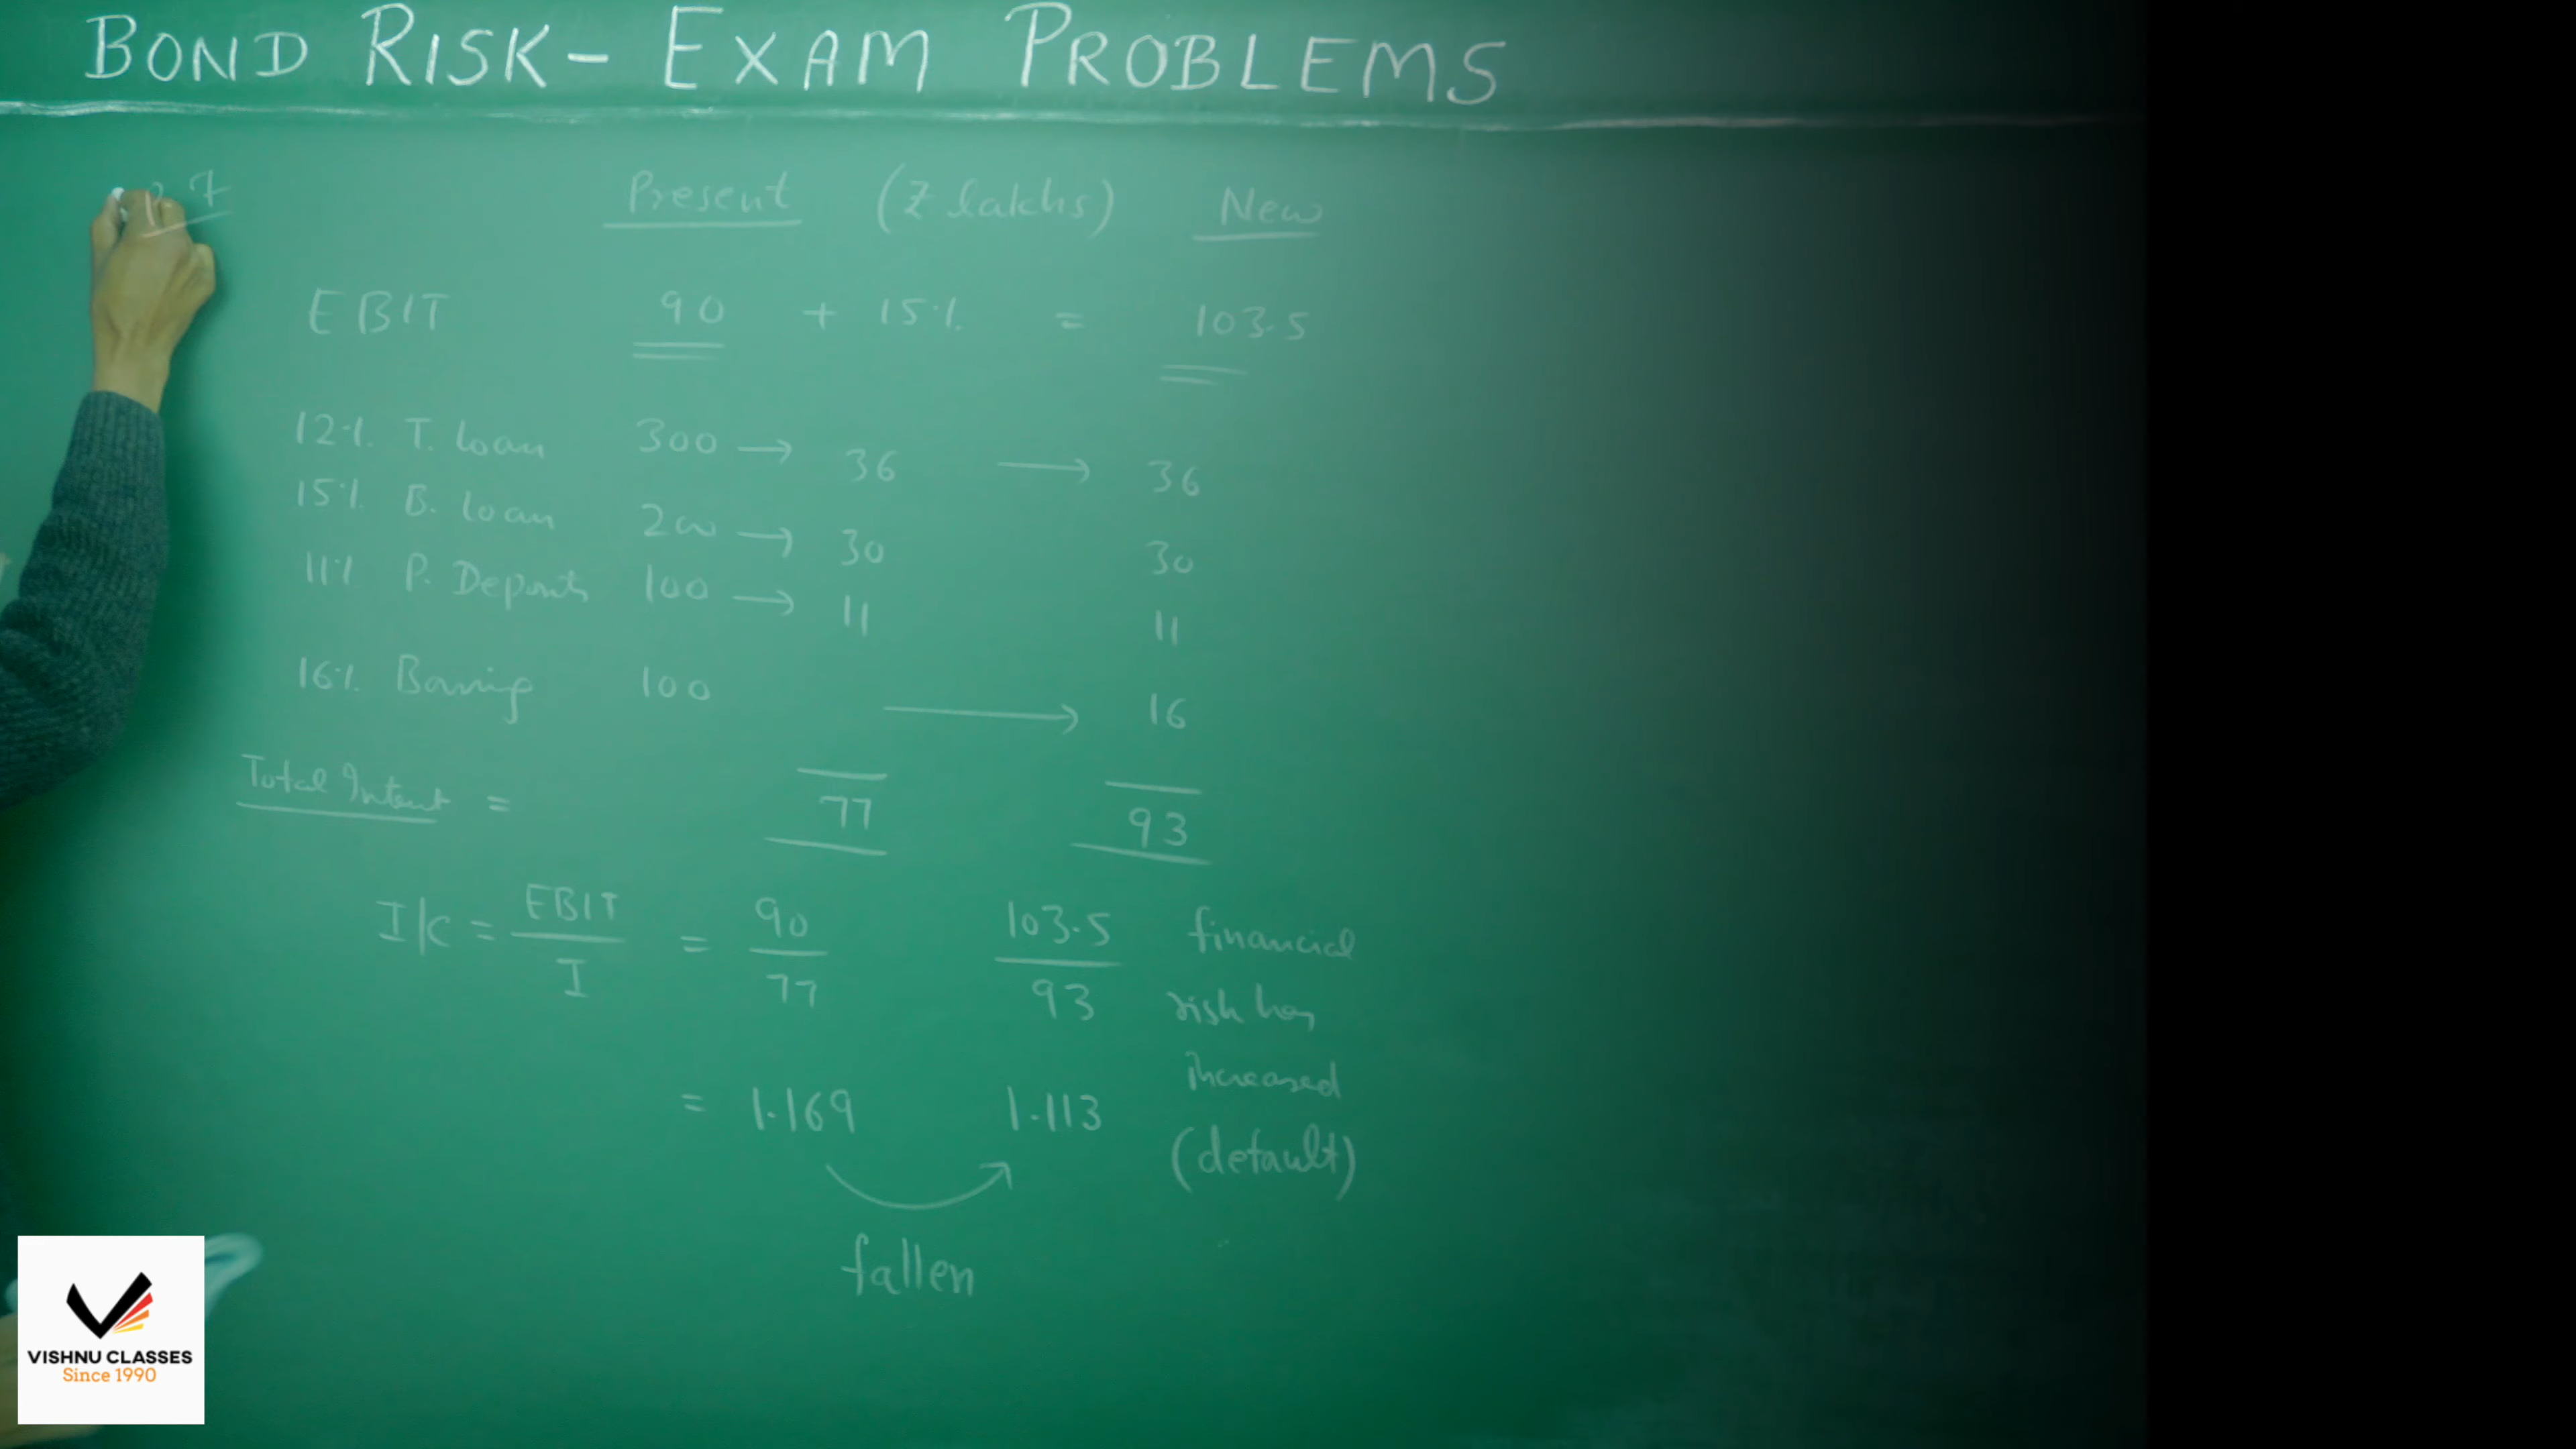 BOND RISK - EXAM PROBLEMS
P. 7
Present (₹ lakhs) New
EBIT 90 + 15% = 103.5
12% T. loan 300 → 36 → 36
15% B. loan 200 → 30 30
11% P. Deposits 100 → 11 11
16% 100 → 16
Total Interest = 77 93
I/C = EBIT / I = 90 / 77 103.5 / 93 financial
risk has
increased
= 1.169 1.113
(default)
fallen
VISHNU CLASSES
Since 1990